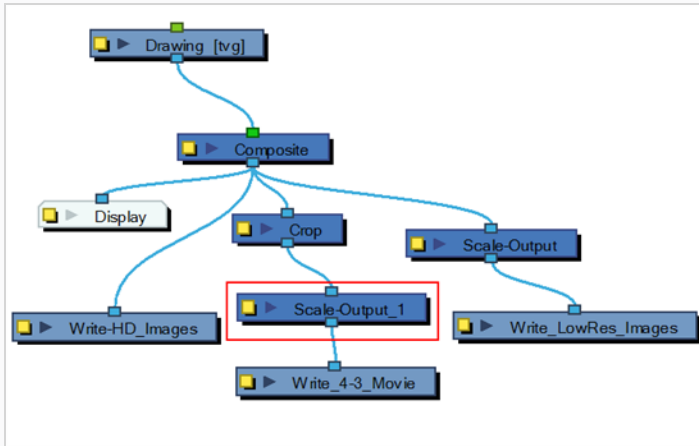 Drawing [tvg]
Composite
Display
Crop
Scale-Output
Write-HD_Images
Scale-Output_1
Write_LowRes_Images
Write_4-3_Movie